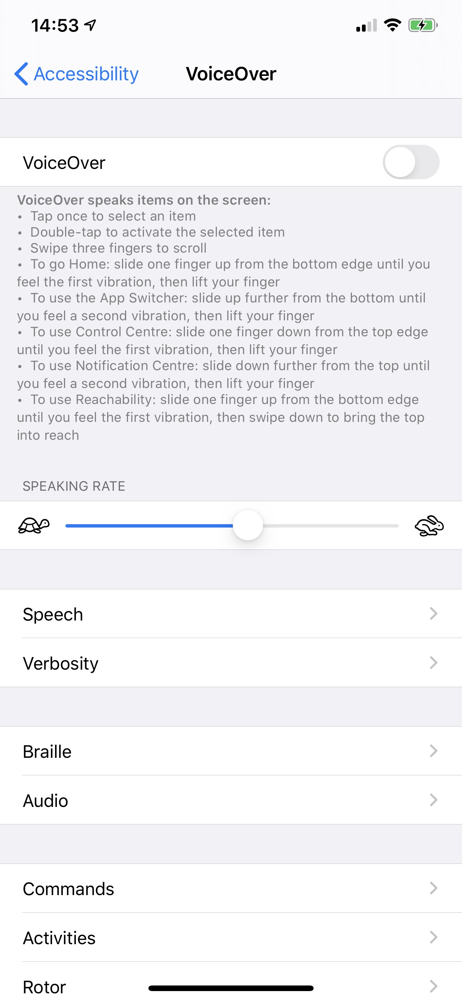 14:53
Accessibility
VoiceOver
VoiceOver
VoiceOver speaks items on the screen:
• Tap once to select an item
• Double-tap to activate the selected item
• Swipe three fingers to scroll
• To go Home: slide one finger up from the bottom edge until you
feel the first vibration, then lift your finger
• To use the App Switcher: slide up further from the bottom until
you feel a second vibration, then lift your finger
• To use Control Centre: slide one finger down from the top edge
until you feel the first vibration, then lift your finger
• To use Notification Centre: slide down further from the top until
you feel a second vibration, then lift your finger
• To use Reachability: slide one finger up from the bottom edge
until you feel the first vibration, then swipe down to bring the top
into reach
SPEAKING RATE
Speech
Verbosity
Braille
Audio
Commands
Activities
Rotor